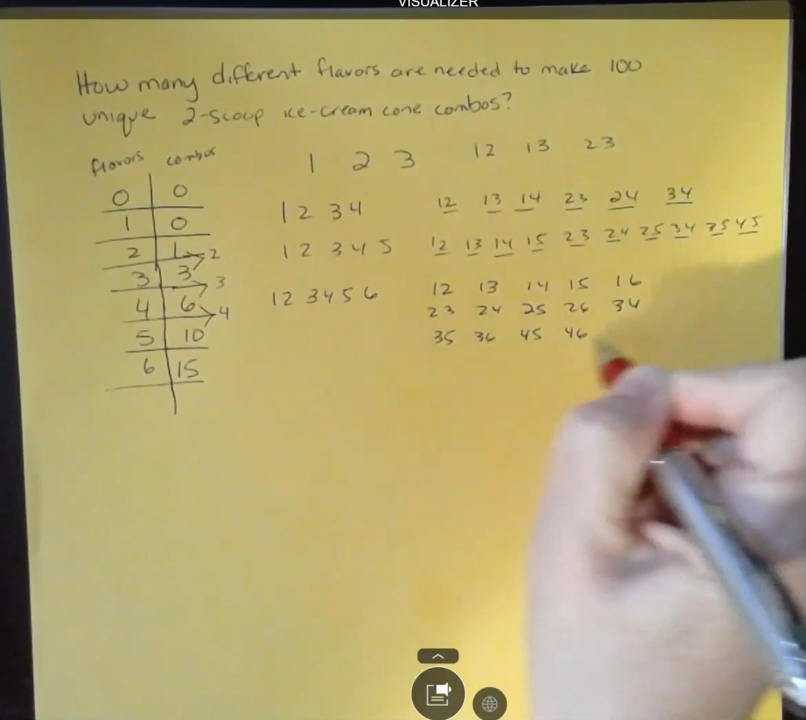 VISUALIZER
How many different flavors are needed to make 100
unique 2-scoop ice-cream cone combos?
flavors combos
0 0
1 0
2 1 2
3 3 3
4 6 4
5 10
6 15
1 2 3 12 13 23
1 2 3 4 12 13 14 23 24 34
1 2 3 4 5 12 13 14 15 23 24 25 34 35 45
1 2 3 4 5 6 12 13 14 15 16
23 24 25 26 34
35 36 45 46